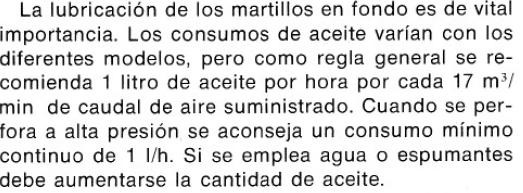 La lubricación de los martillos en fondo es de vital
importancia. Los consumos de aceite varían con los
diferentes modelos, pero como regla general se re-
comienda 1 litro de aceite por hora por cada 17 m³/
min de caudal de aire suministrado. Cuando se per-
fora a alta presión se aconseja un consumo mínimo
continuo de 1 l/h. Si se emplea agua o espumantes
debe aumentarse la cantidad de aceite.